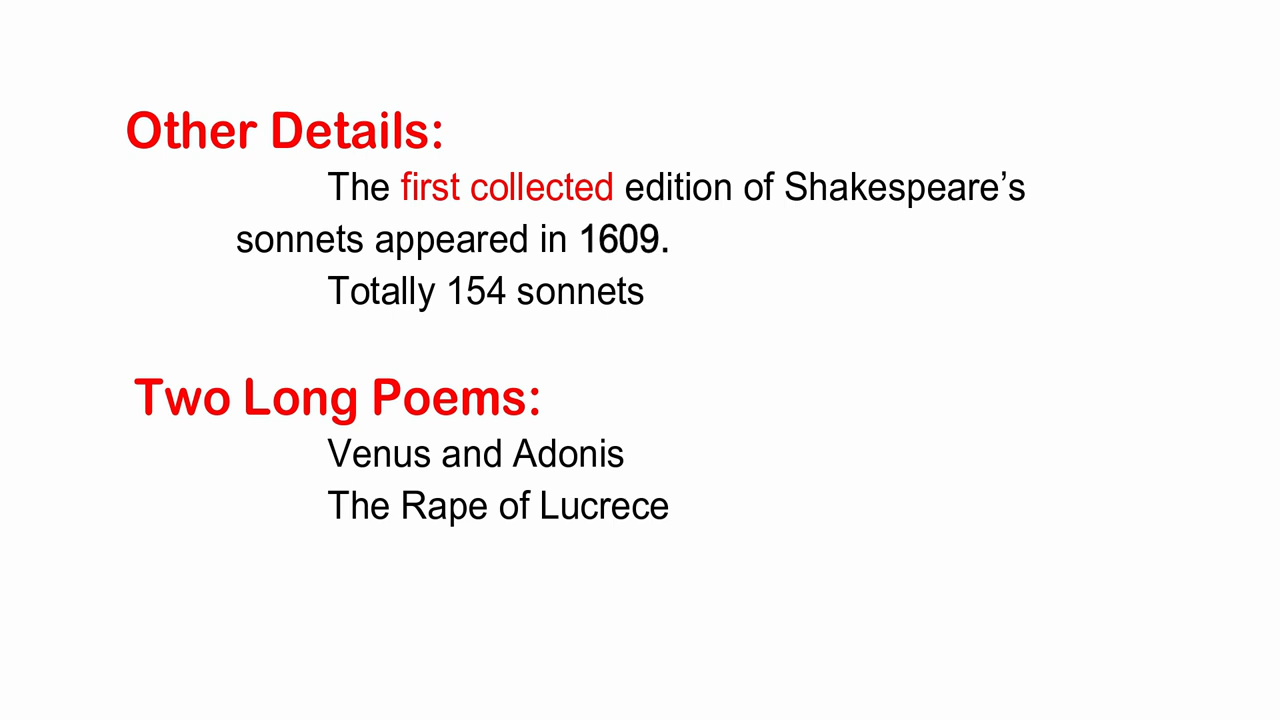 Other Details:
The first collected edition of Shakespeare’s
sonnets appeared in 1609.
Totally 154 sonnets
Two Long Poems:
Venus and Adonis
The Rape of Lucrece